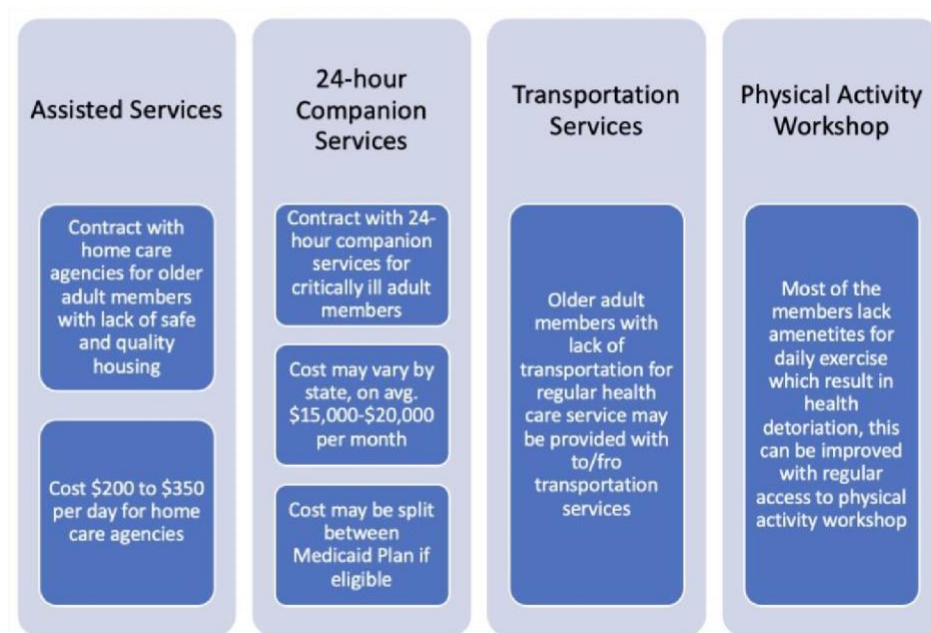 Assisted Services
Contract with
home care
agencies for older
adult members
with lack of safe
and quality
housing
Cost $200 to $350
per day for home
care agencies
24-hour
Companion
Services
Contract with 24-
hour companion
services for
critically ill adult
members
Cost may vary by
state, on avg.
$15,000-$20,000
per month
Cost may be split
between
Medicaid Plan if
eligible
Transportation
Services
Older adult
members with
lack of
transportation for
regular health
care service may
be provided with
to/fro
transportation
services
Physical Activity
Workshop
Most of the
members lack
amenetites for
daily exercise
which result in
health
detoriation, this
can be improved
with regular
access to physical
activity workshop